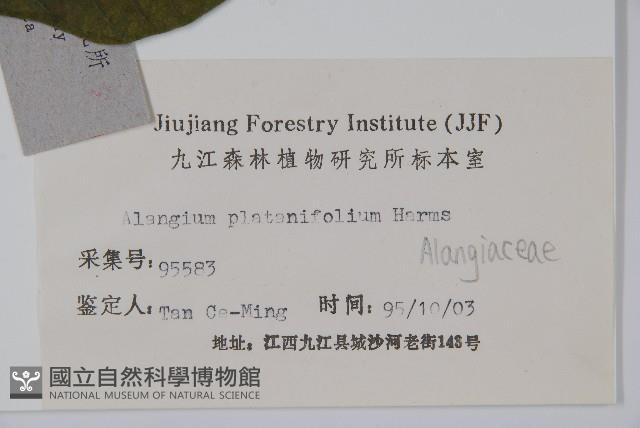 所
y
a
Jiujiang Forestry Institute (JJF)
九江森林植物研究所标本室
Alangium platanifolium Harms
采集号: 95583
Alangiaceae
鉴定人: Tan Ce-Ming 时间: 95/10/03
地址: 江西九江县城沙河老街143号
國立自然科學博物館
NATIONAL MUSEUM OF NATURAL SCIENCE